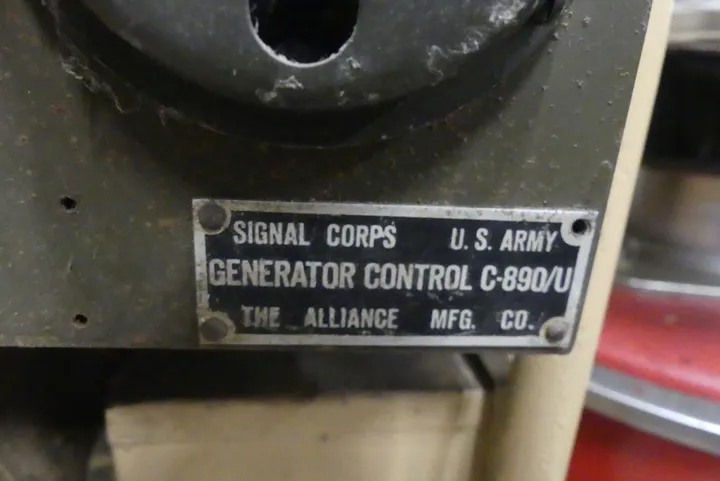 SIGNAL CORPS U.S. ARMY
GENERATOR CONTROL C-890/U
THE ALLIANCE MFG. CO.